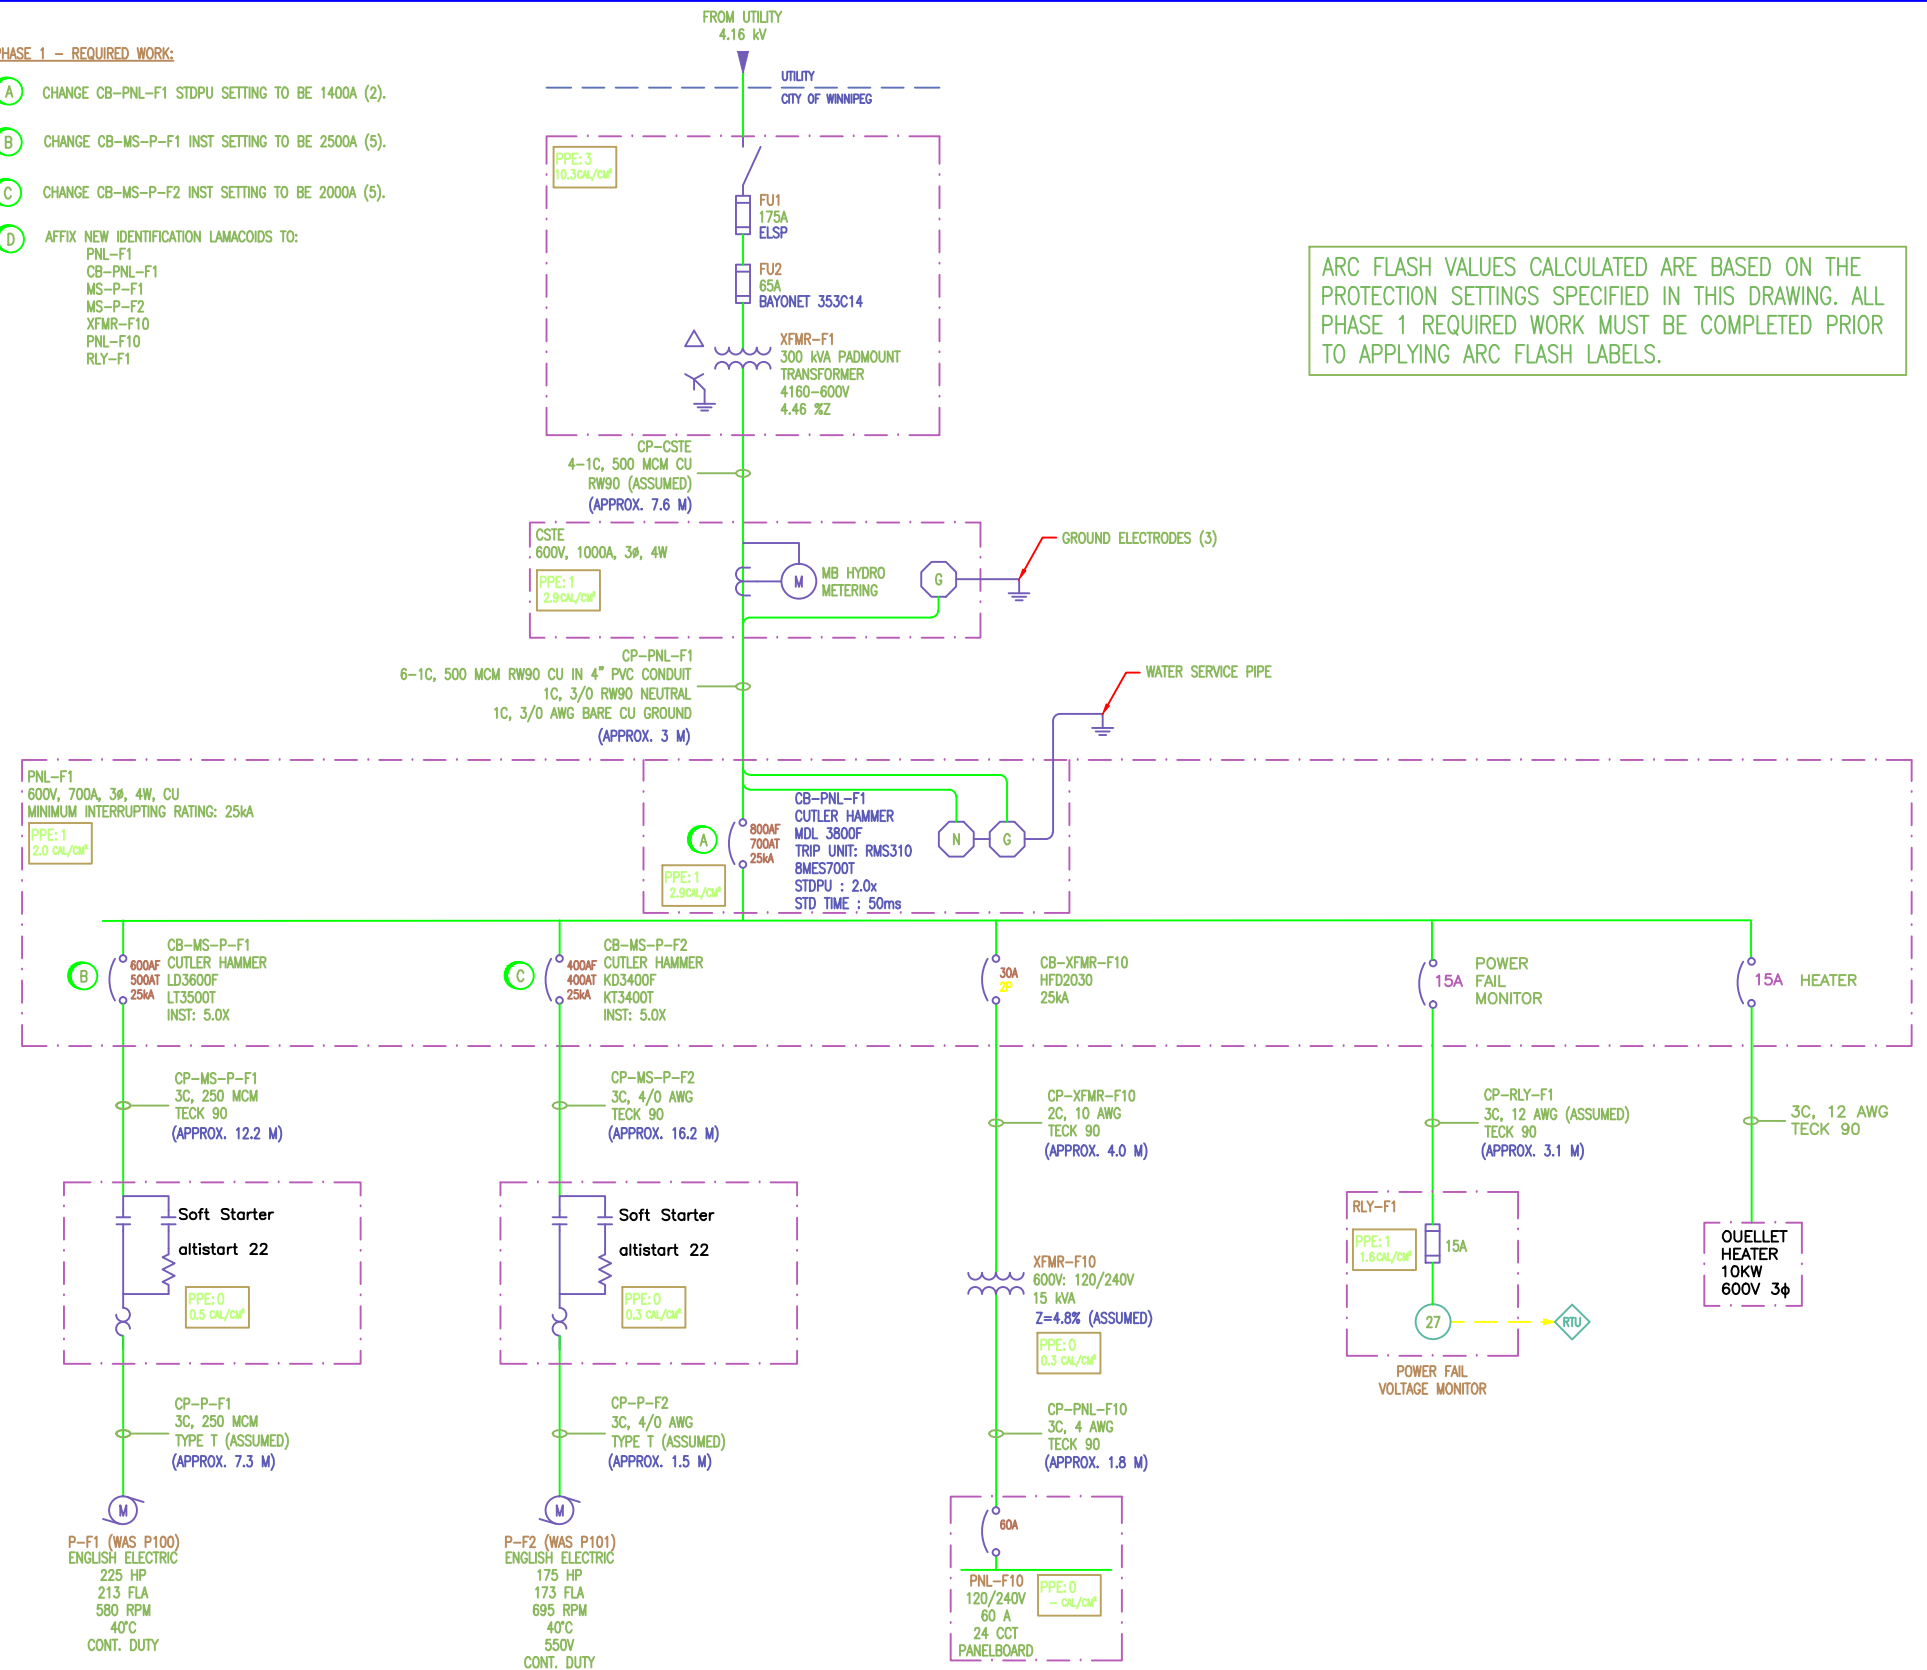 FROM UTILITY
4.16 kV
UTILITY
CITY OF WINNIPEG
PHASE 1 - REQUIRED WORK:
A CHANGE CB-PNL-F1 STDPU SETTING TO BE 1400A (2).
B CHANGE CB-MS-P-F1 INST SETTING TO BE 2500A (5).
C CHANGE CB-MS-P-F2 INST SETTING TO BE 2000A (5).
D AFFIX NEW IDENTIFICATION LAMACOIDS TO:
PNL-F1
CB-PNL-F1
MS-P-F1
MS-P-F2
XFMR-F10
PNL-F10
RLY-F1
PPE: 3
10.3 CAL/CM²
FU1
175A
ELSP
FU2
65A
BAYONET 353C14
XFMR-F1
300 kVA PADMOUNT
TRANSFORMER
4160-600V
4.46 %Z
ARC FLASH VALUES CALCULATED ARE BASED ON THE
PROTECTION SETTINGS SPECIFIED IN THIS DRAWING. ALL
PHASE 1 REQUIRED WORK MUST BE COMPLETED PRIOR
TO APPLYING ARC FLASH LABELS.
CP-CSTE
4-1C, 500 MCM CU
RW90 (ASSUMED)
(APPROX. 7.6 M)
CSTE
600V, 1000A, 3ø, 4W
PPE: 1
2.9 CAL/CM²
M
MB HYDRO
METERING
G
GROUND ELECTRODES (3)
CP-PNL-F1
6-1C, 500 MCM RW90 CU IN 4" PVC CONDUIT
1C, 3/0 RW90 NEUTRAL
1C, 3/0 AWG BARE CU GROUND
(APPROX. 3 M)
WATER SERVICE PIPE
PNL-F1
600V, 700A, 3ø, 4W, CU
MINIMUM INTERRUPTING RATING: 25kA
PPE: 1
2.0 CAL/CM²
A
800AF
700AT
25kA
PPE: 1
2.9 CAL/CM²
CB-PNL-F1
CUTLER HAMMER
MDL 3800F
TRIP UNIT: RMS310
8MES700T
STDPU : 2.0x
STD TIME : 50ms
N
G
B
600AF
500AT
25kA
CB-MS-P-F1
CUTLER HAMMER
LD3600F
LT3500T
INST: 5.0X
C
400AF
400AT
25kA
CB-MS-P-F2
CUTLER HAMMER
KD3400F
KT3400T
INST: 5.0X
30A
2P
CB-XFMR-F10
HFD2030
25kA
15A
POWER
FAIL
MONITOR
15A HEATER
CP-MS-P-F1
3C, 250 MCM
TECK 90
(APPROX. 12.2 M)
CP-MS-P-F2
3C, 4/0 AWG
TECK 90
(APPROX. 16.2 M)
CP-XFMR-F10
2C, 10 AWG
TECK 90
(APPROX. 4.0 M)
CP-RLY-F1
3C, 12 AWG (ASSUMED)
TECK 90
(APPROX. 3.1 M)
3C, 12 AWG
TECK 90
Soft Starter
altistart 22
PPE: 0
0.5 CAL/CM²
Soft Starter
altistart 22
PPE: 0
0.3 CAL/CM²
XFMR-F10
600V: 120/240V
15 kVA
Z=4.8% (ASSUMED)
PPE: 0
0.3 CAL/CM²
RLY-F1
PPE: 1
1.6 CAL/CM²
15A
27
RTU
POWER FAIL
VOLTAGE MONITOR
OUELLET
HEATER
10KW
600V 3ϕ
CP-P-F1
3C, 250 MCM
TYPE T (ASSUMED)
(APPROX. 7.3 M)
CP-P-F2
3C, 4/0 AWG
TYPE T (ASSUMED)
(APPROX. 1.5 M)
CP-PNL-F10
3C, 4 AWG
TECK 90
(APPROX. 1.8 M)
M
P-F1 (WAS P100)
ENGLISH ELECTRIC
225 HP
213 FLA
580 RPM
40°C
CONT. DUTY
M
P-F2 (WAS P101)
ENGLISH ELECTRIC
175 HP
173 FLA
695 RPM
40°C
550V
CONT. DUTY
60A
PNL-F10
120/240V
60 A
24 CCT
PANELBOARD
PPE: 0
- CAL/CM²